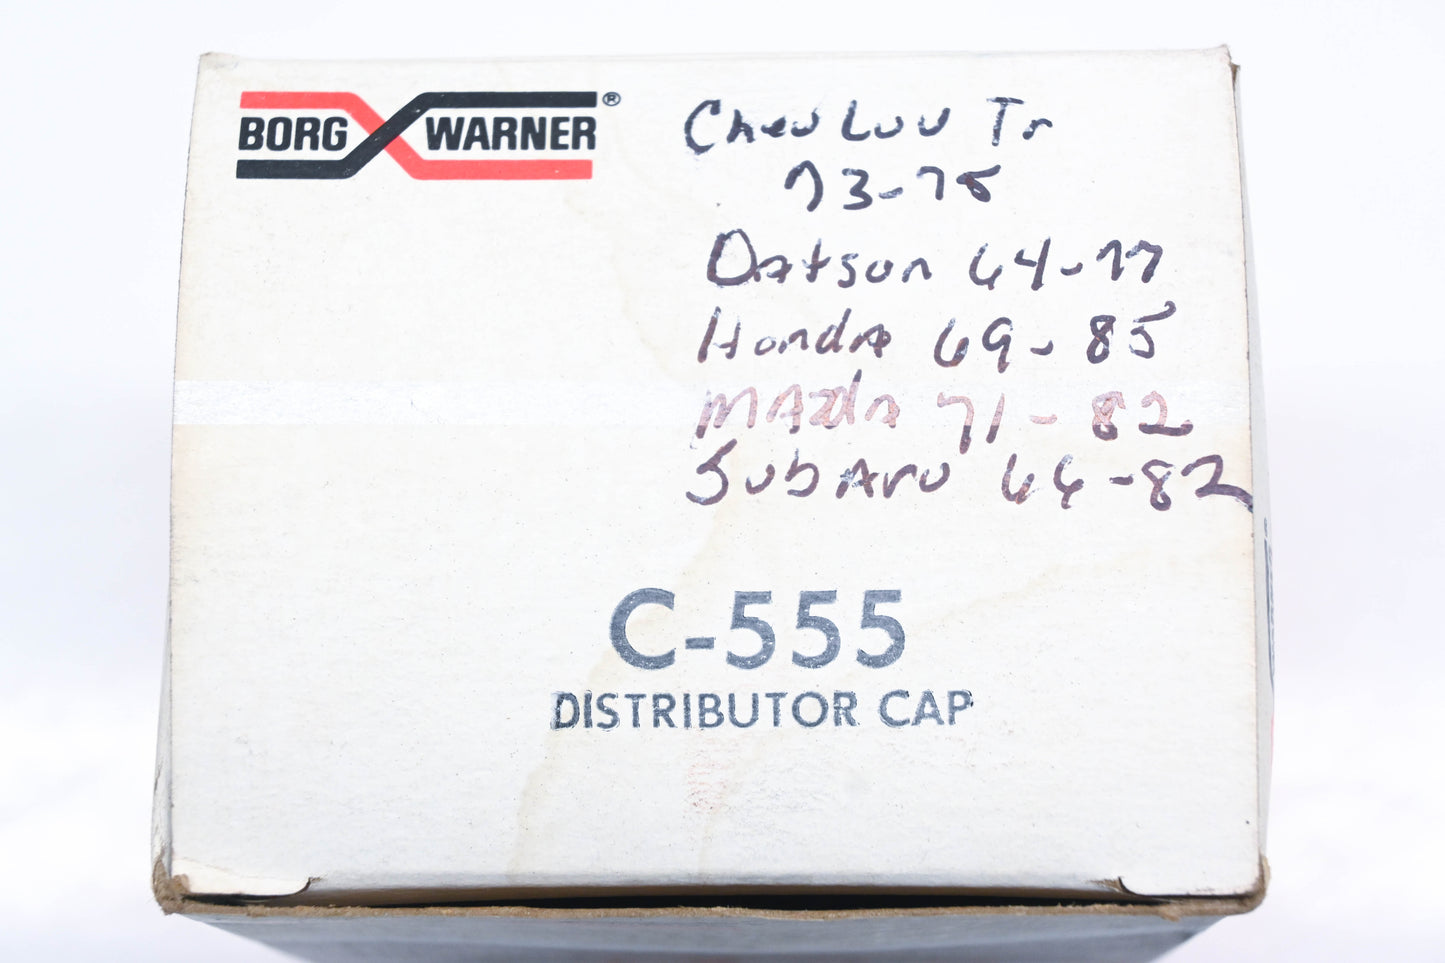 BORG WARNER®
Chev Luv Tr
73-75
Datsun 64-77
Honda 69-85
MAzdA 71-82
SubAru 66-82
C-555
DISTRIBUTOR CAP